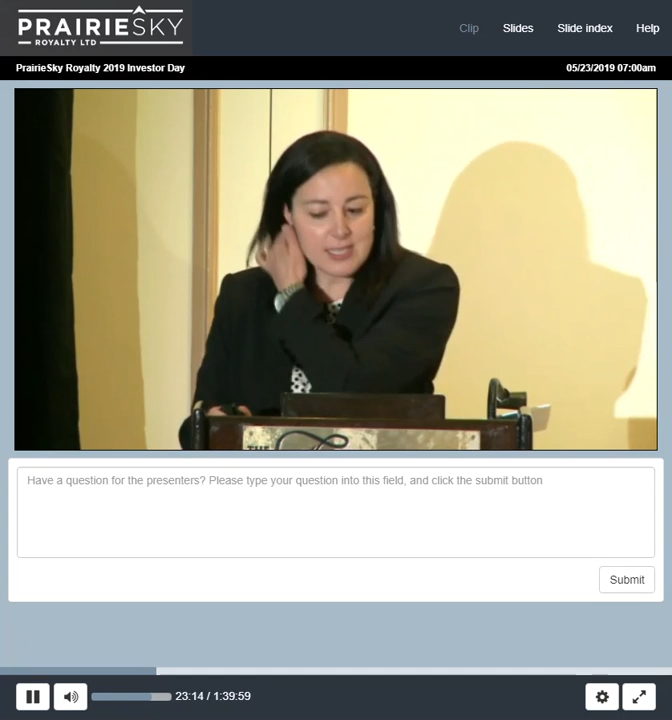 PRAIRIESKY
ROYALTY LTD
Clip Slides Slide index Help
PrairieSky Royalty 2019 Investor Day 05/23/2019 07:00am
THE
Have a question for the presenters? Please type your question into this field, and click the submit button
Submit
23:14 / 1:39:59